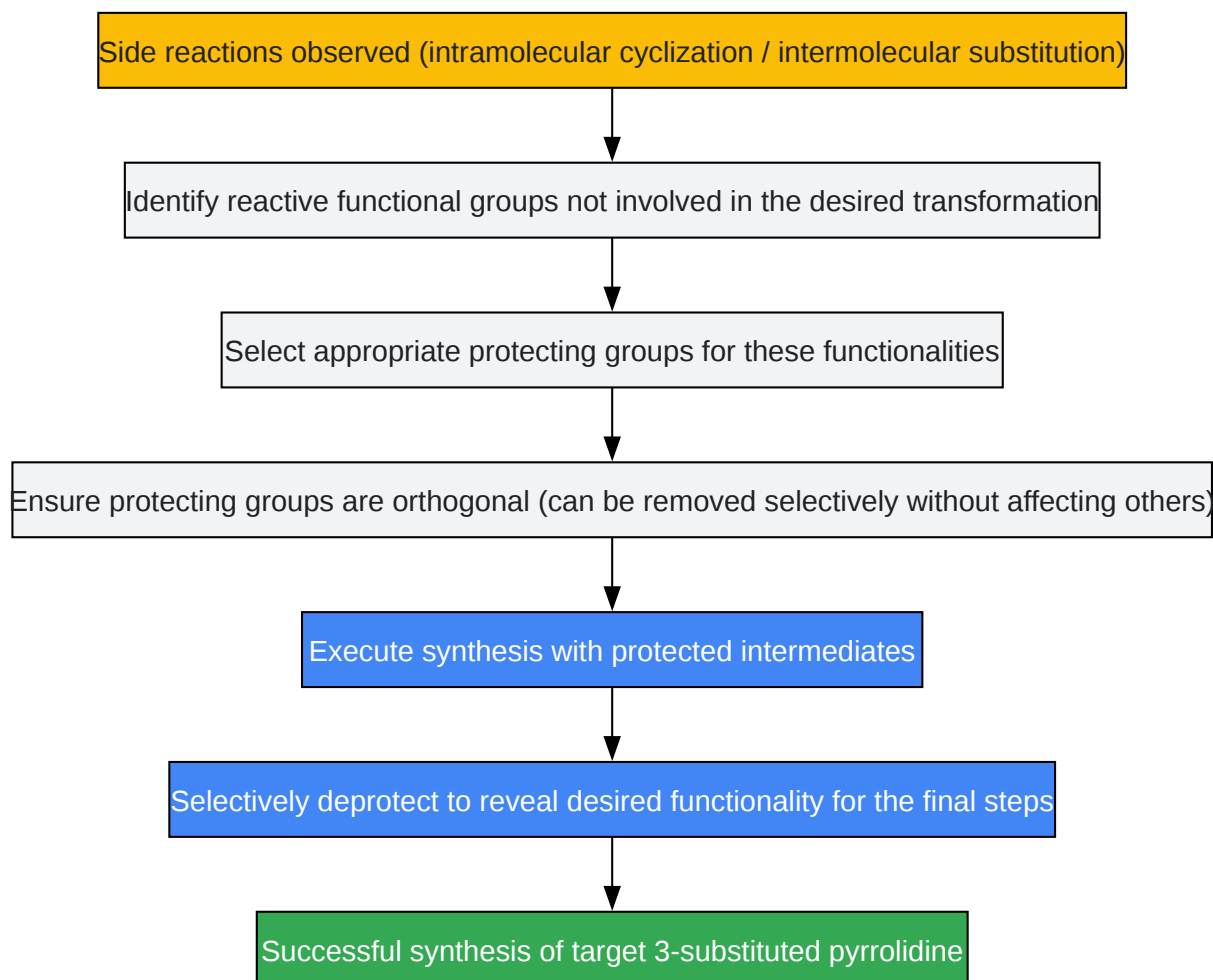 Side reactions observed (intramolecular cyclization / intermolecular substitution)
Identify reactive functional groups not involved in the desired transformation
Select appropriate protecting groups for these functionalities
Ensure protecting groups are orthogonal (can be removed selectively without affecting others)
Execute synthesis with protected intermediates
Selectively deprotect to reveal desired functionality for the final steps
Successful synthesis of target 3-substituted pyrrolidine